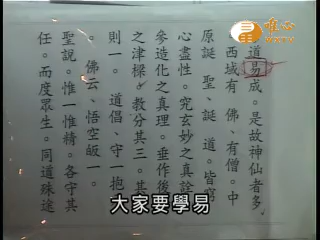 道易成。是故神仙者多
西域有佛、有僧。中
原誕聖、誕道。皆窮
心盡性。究玄妙之真諦
參造化之真理。垂作後
之津樑。教分其三。其
則一。道倡、守一抱
。佛云、悟空皈一。
聖說。惟一惟精。各守其
任。而度眾生。同道殊途
大家要學易
唯心